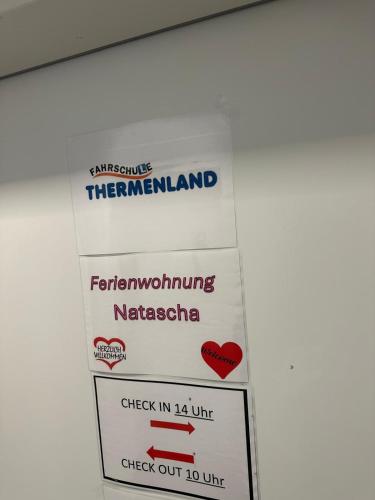 FAHRSCHULE
THERMENLAND
Ferienwohnung
Natascha
HERZLICH
WILLKOMMEN
Welcome
CHECK IN 14 Uhr
CHECK OUT 10 Uhr